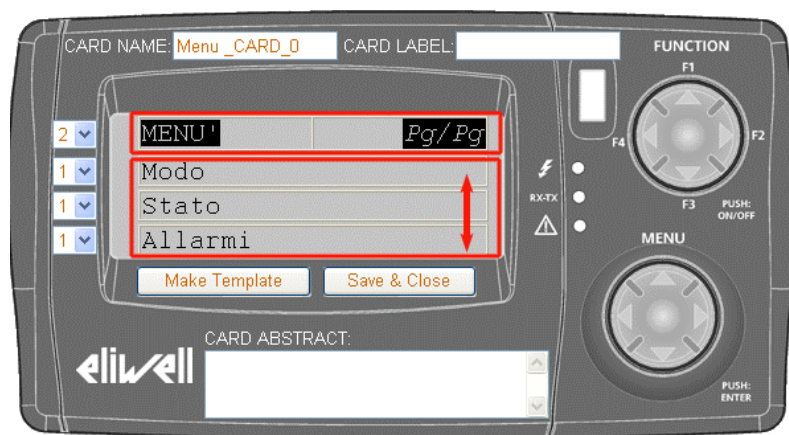 CARD NAME: Menu _CARD_0 CARD LABEL:
FUNCTION
F1
2 MENU' Pg/Pg
F4 F2
1 Modo
1 Stato
RX-TX
F3 PUSH: ON/OFF
1 Allarmi
MENU
Make Template Save & Close
CARD ABSTRACT:
eliwell
PUSH:
ENTER